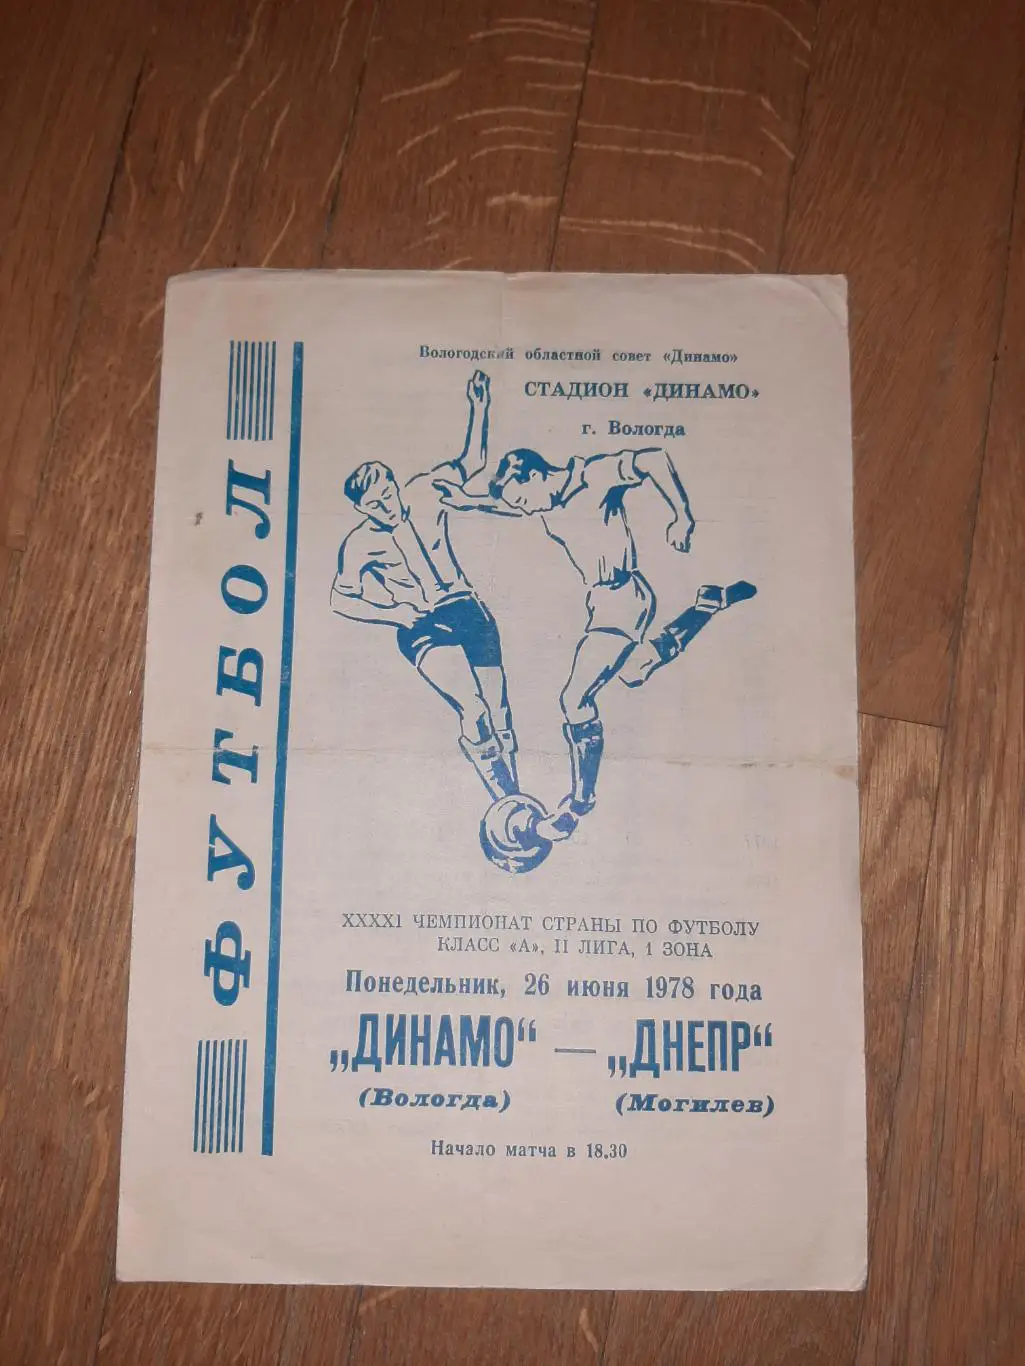 ФУТБОЛ
Вологодский областной совет «Динамо»
СТАДИОН «ДИНАМО»
г. Вологда
XXXX1 ЧЕМПИОНАТ СТРАНЫ ПО ФУТБОЛУ
КЛАСС «А», II ЛИГА, 1 ЗОНА
Понедельник, 26 июня 1978 года
„ДИНАМО“ — „ДНЕПР“
(Вологда) (Могилев)
Начало матча в 18.30